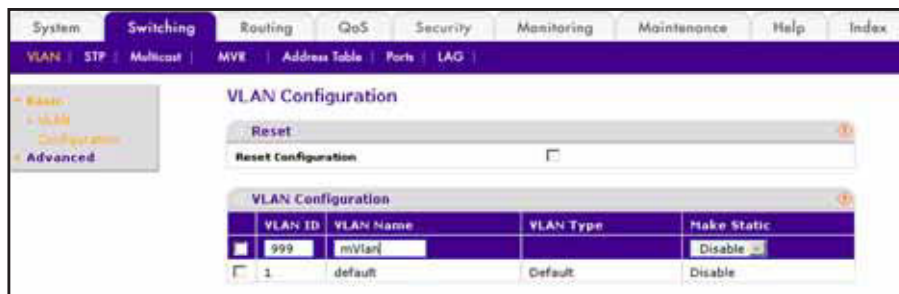 System Switching Routing QoS Security Monitoring Maintenance Help Index
VLAN | STP | Multicast | MVR | Address Table | Ports | LAG |
Basic
VLAN
Configuration
Advanced
VLAN Configuration
Reset
Reset Configuration
VLAN Configuration
VLAN ID VLAN Name VLAN Type Make Static
999 mVlan Disable
1 default Default Disable